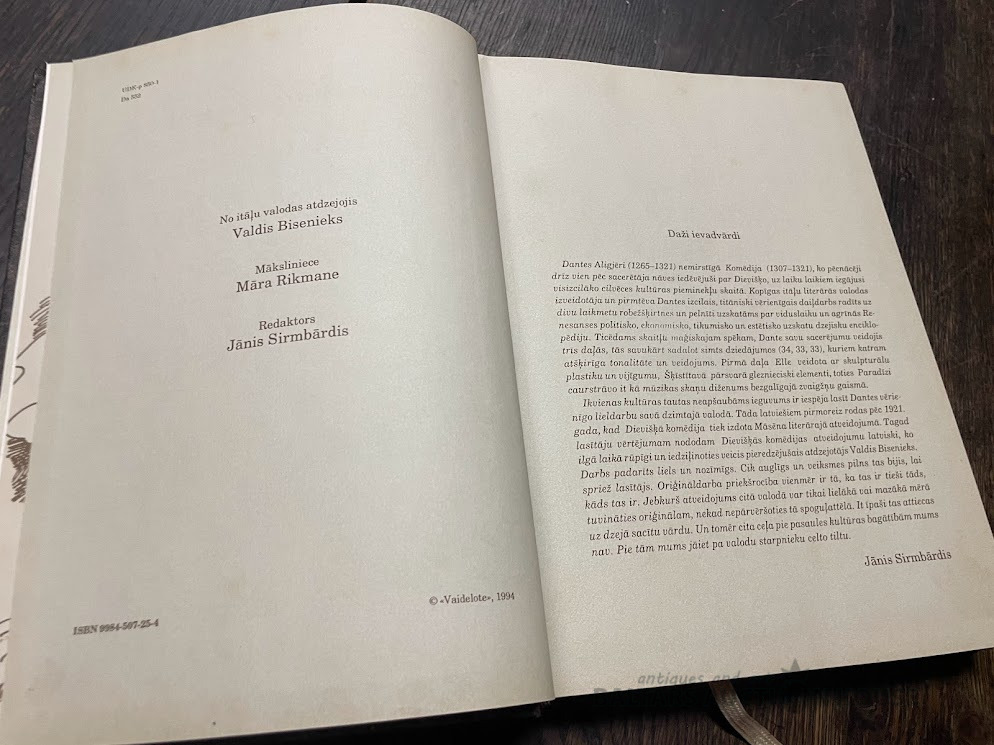 UDK-p 850-1
Da 552
No itāļu valodas atdzejojis
Valdis Bisenieks
Māksliniece
Māra Rikmane
Redaktors
Jānis Sirmbārdis
© «Vaidelote», 1994
ISBN 9984-507-25-4
Daži ievadvārdi
Dantes Aligjēri (1265–1321) nemirstīgā Komēdija (1307–1321), ko pēcnācēji
drīz vien pēc sacerētāja nāves iedēvējuši par Dievišķo, uz laiku laikiem iegājusi
visizcilāko cilvēces kultūras pieminekļu skaitā. Kopīgas itāļu literārās valodas
izveidotāja un pirmtēva Dantes izcilais, titāniski vērienīgais daiļdarbs radīts uz
divu laikmetu robežšķirtnes un pelnīti uzskatāms par viduslaiku un agrīnās Re-
nesanses politisko, ekonomisko, tikumisko un estētisko uzskatu dzejisku enciklo-
pēdiju. Ticēdams skaitļu maģiskajam spēkam, Dante savu sacerējumu veidojis
trīs daļās, tās savukārt sadalot simts dziedājumos (34, 33, 33), kuriem katram
atšķirīga tonalitāte un veidojums. Pirmā daļa Elle veidota ar skulpturālu
plastiku un vijīgumu, Šķīstītavā pārsvarā gleznieciski elementi, toties Paradīzi
caurstrāvo it kā mūzikas skaņu diženums bezgalīgajā zvaigžņu gaismā.
Ikvienas kultūras tautas neapšaubāms ieguvums ir iespēja lasīt Dantes vērie-
nīgo lieldarbu savā dzimtajā valodā. Tāda latviešiem pirmoreiz rodas pēc 1921.
gada, kad Dievišķā komēdija tiek izdota Māsēna literārajā atveidojumā. Tagad
lasītāju vērtējumam nododam Dievišķās komēdijas atveidojumu latviski, ko
ilgā laikā rūpīgi un iedziļinoties veicis pieredzējušais atdzejotājs Valdis Bisenieks.
Darbs padarīts liels un nozīmīgs. Cik auglīgs un veiksmes pilns tas bijis, lai
spriež lasītājs. Oriģināldarba priekšrocība vienmēr ir tā, ka tas ir tieši tāds,
kāds tas ir. Jebkurš atveidojums citā valodā var tikai lielākā vai mazākā mērā
tuvināties oriģinālam, nekad nepārvēršoties tā spoguļattēlā. It īpaši tas attiecas
uz dzejā sacītu vārdu. Un tomēr cita ceļa pie pasaules kultūras bagātībām mums
nav. Pie tām mums jāiet pa valodu starpnieku celto tiltu.
Jānis Sirmbārdis
antiques and